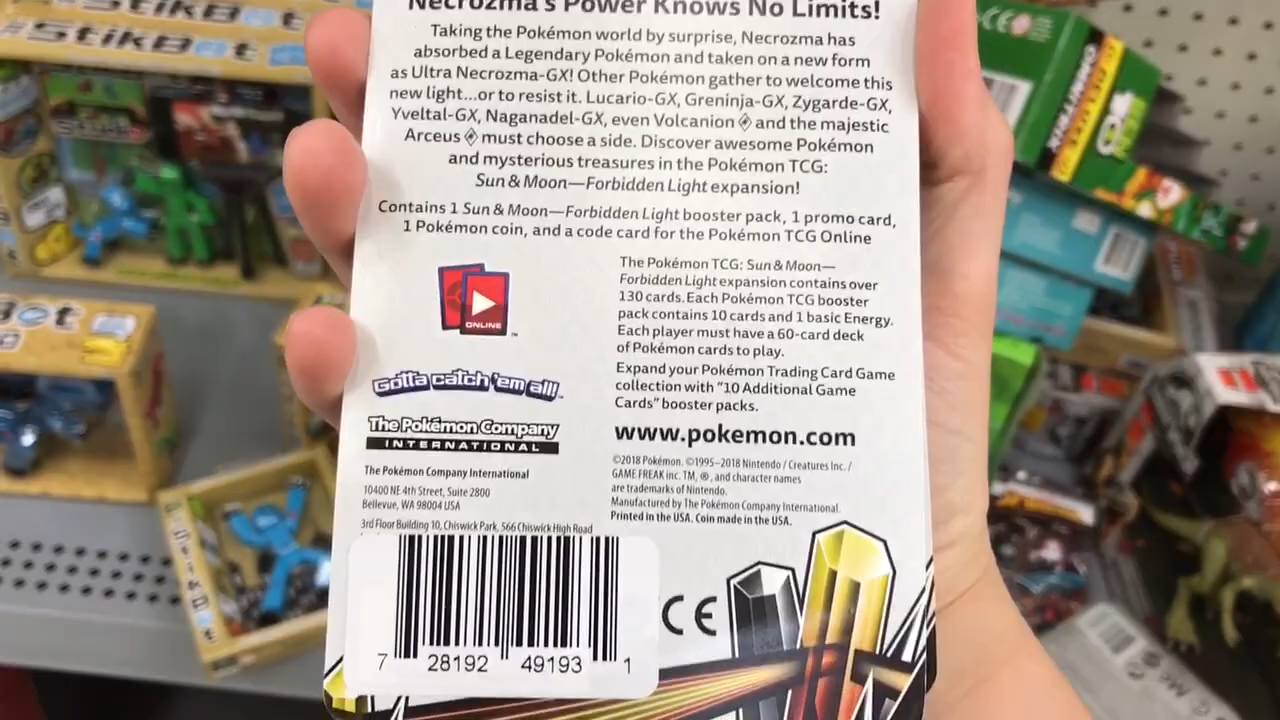 Necrozma's Power Knows No Limits!
Taking the Pokémon world by surprise, Necrozma has
absorbed a Legendary Pokémon and taken on a new form
as Ultra Necrozma-GX! Other Pokémon gather to welcome this
new light...or to resist it. Lucario-GX, Greninja-GX, Zygarde-GX,
Yveltal-GX, Naganadel-GX, even Volcanion and the majestic
Arceus must choose a side. Discover awesome Pokémon
and mysterious treasures in the Pokémon TCG:
Sun & Moon—Forbidden Light expansion!
Contains 1 Sun & Moon—Forbidden Light booster pack, 1 promo card,
1 Pokémon coin, and a code card for the Pokémon TCG Online
ONLINE
Gotta catch 'em all!
The Pokémon Company
INTERNATIONAL
The Pokémon Company International
10400 NE 4th Street, Suite 2800
Bellevue, WA 98004 USA
3rd Floor Building 10, Chiswick Park, 566 Chiswick High Road
The Pokémon TCG: Sun & Moon—
Forbidden Light expansion contains over
130 cards. Each Pokémon TCG booster
pack contains 10 cards and 1 basic Energy.
Each player must have a 60-card deck
of Pokémon cards to play.
Expand your Pokémon Trading Card Game
collection with "10 Additional Game
Cards" booster packs.
www.pokemon.com
©2018 Pokémon. ©1995–2018 Nintendo / Creatures Inc. /
GAME FREAK inc. TM, ®, and character names
are trademarks of Nintendo.
Manufactured by The Pokémon Company International.
Printed in the USA. Coin made in the USA.
7 28192 49193 1
CE
StikBot
BEN